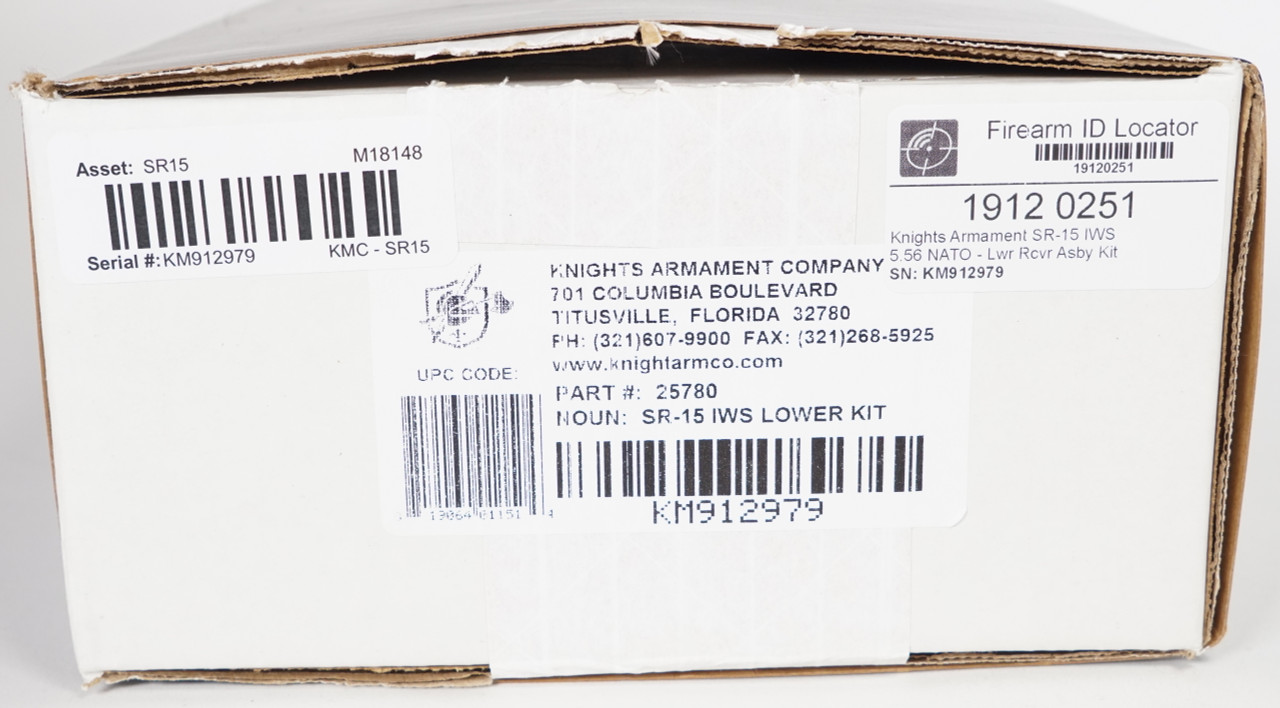 Asset: SR15
M18148
Serial #:KM912979
KMC - SR15
Firearm ID Locator
19120251
1912 0251
Knights Armament SR-15 IWS
5.56 NATO - Lwr Rcvr Asby Kit
SN: KM912979
KNIGHTS ARMAMENT COMPANY
701 COLUMBIA BOULEVARD
TITUSVILLE, FLORIDA 32780
PH: (321)607-9900 FAX: (321)268-5925
www.knightarmco.com
UPC CODE:
PART #: 25780
NOUN: SR-15 IWS LOWER KIT
19064 81151 4
KM912979